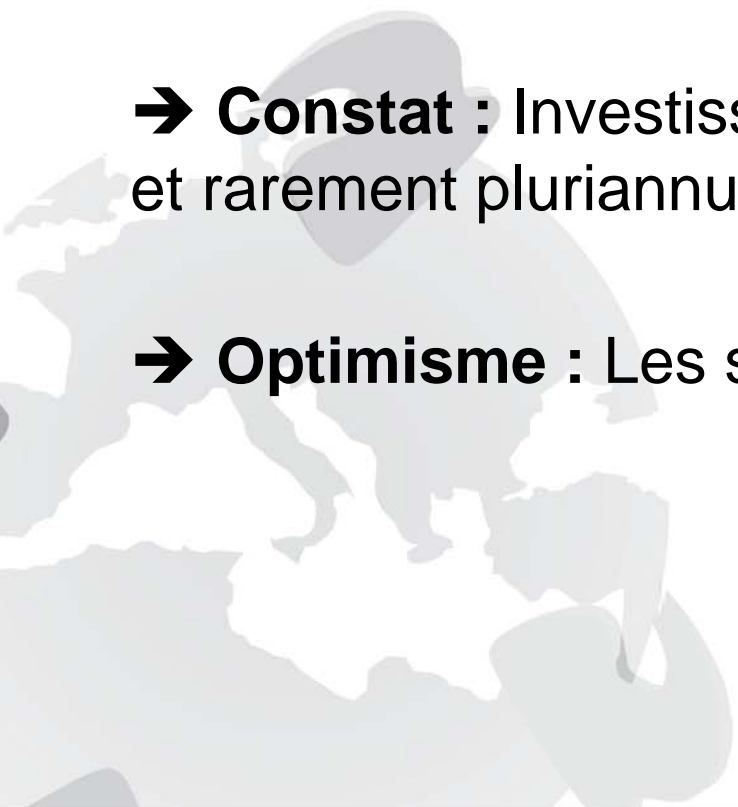 ➔ Constat : Investiss
et rarement pluriannu
➔ Optimisme : Les s